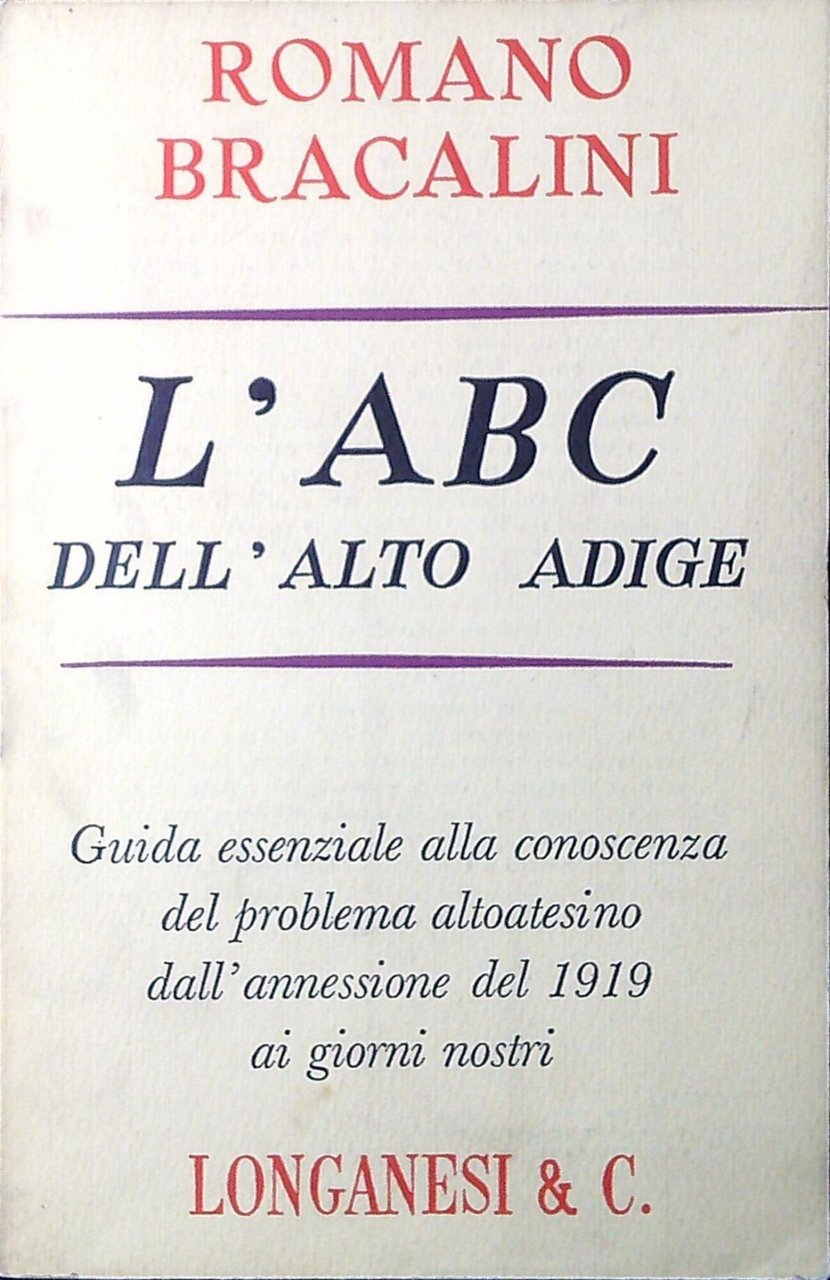 ROMANO
BRACALINI
L'ABC
DELL'ALTO ADIGE
Guida essenziale alla conoscenza
del problema altoatesino
dall'annessione del 1919
ai giorni nostri
LONGANESI & C.